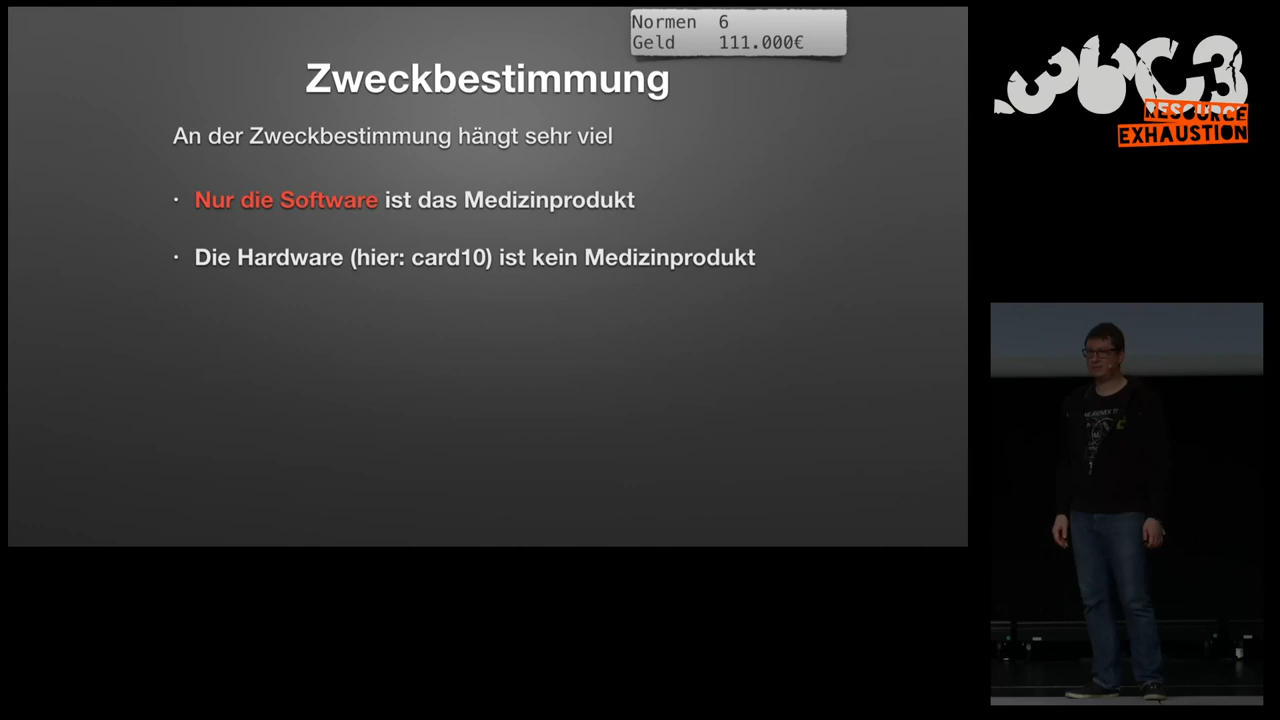 Normen 6
Geld 111.000€
Zweckbestimmung
An der Zweckbestimmung hängt sehr viel
· Nur die Software ist das Medizinprodukt
· Die Hardware (hier: card10) ist kein Medizinprodukt
36C3
RESOURCE
EXHAUSTION